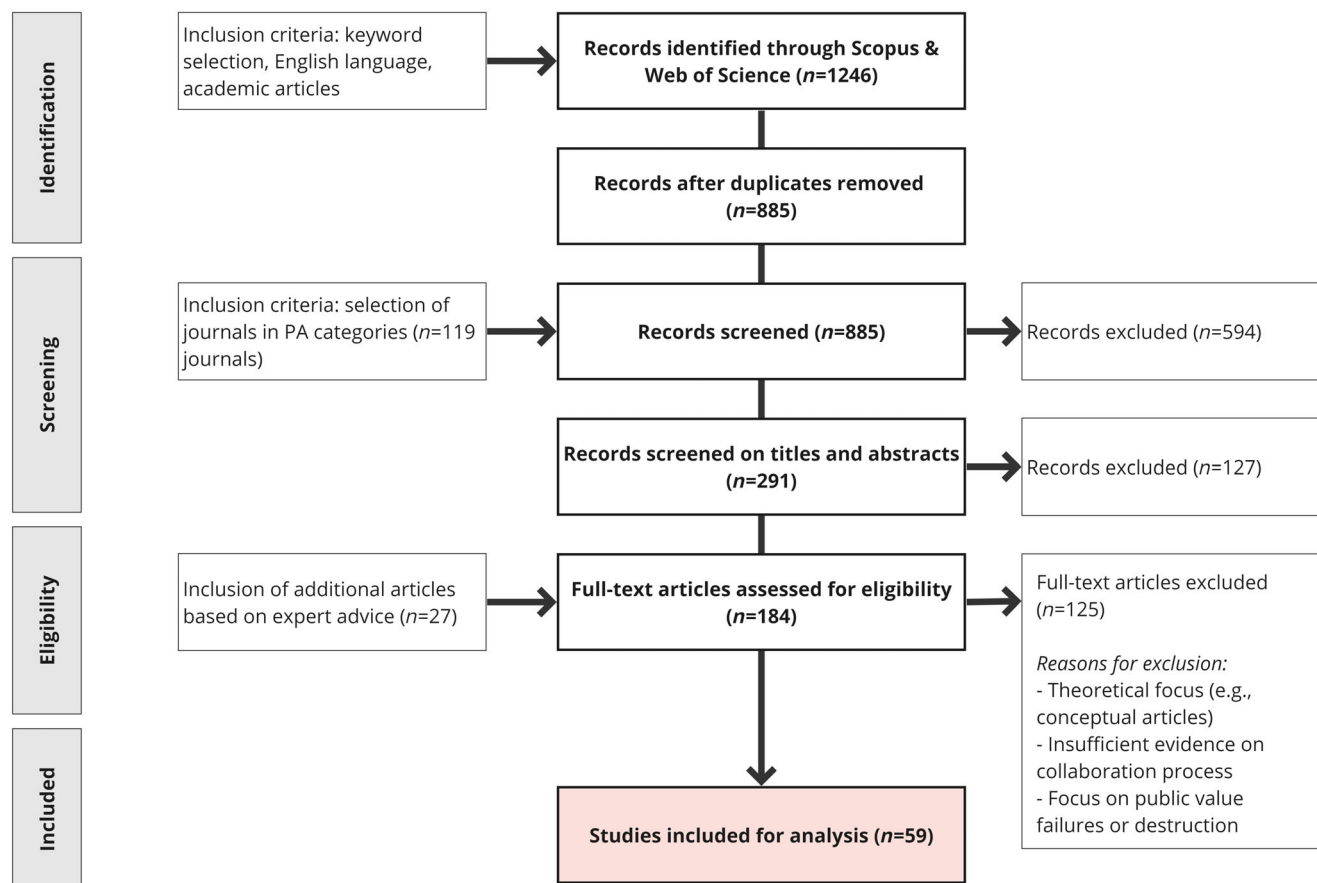 Identification
Inclusion criteria: keyword
selection, English language,
academic articles
Records identified through Scopus &
Web of Science (n=1246)
Records after duplicates removed
(n=885)
Screening
Inclusion criteria: selection of
journals in PA categories (n=119
journals)
Records screened (n=885)
Records excluded (n=594)
Records screened on titles and abstracts
(n=291)
Records excluded (n=127)
Eligibility
Inclusion of additional articles
based on expert advice (n=27)
Full-text articles assessed for eligibility
(n=184)
Full-text articles excluded
(n=125)
Reasons for exclusion:
- Theoretical focus (e.g.,
conceptual articles)
- Insufficient evidence on
collaboration process
- Focus on public value
failures or destruction
Included
Studies included for analysis (n=59)